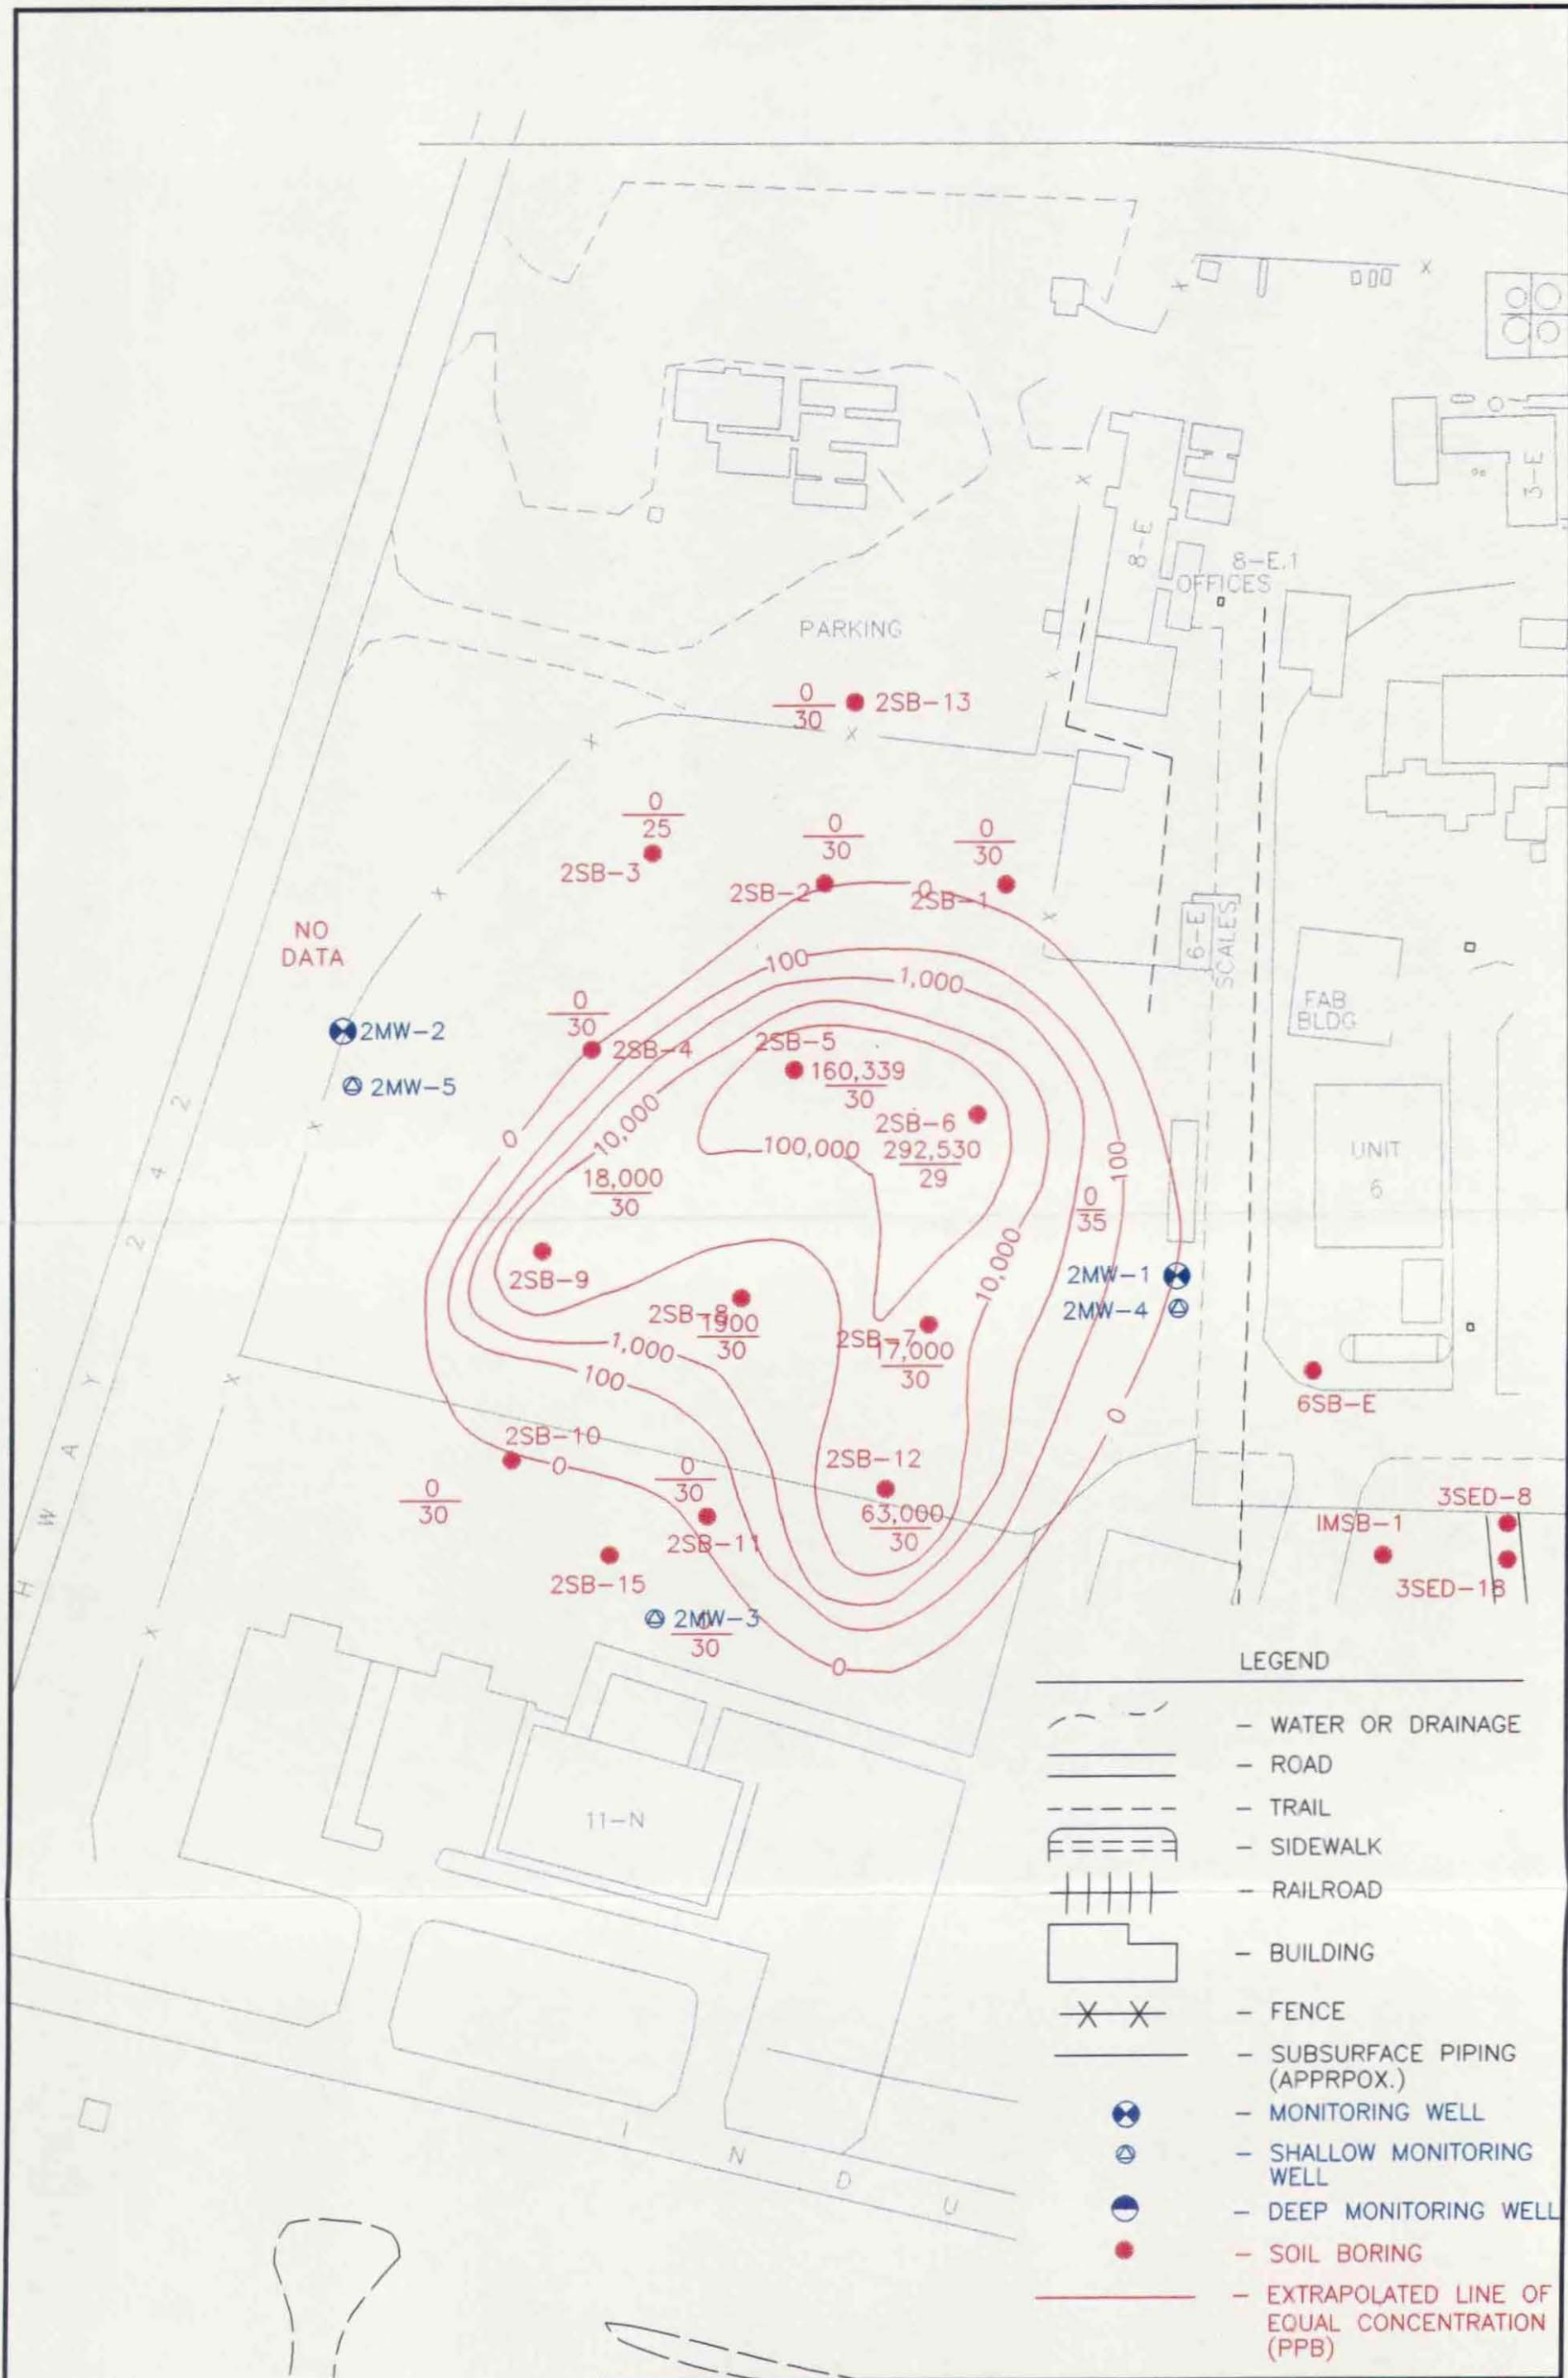 3-E
8-E
8-E.1
OFFICES
PARKING
0
30
2SB-13
0
25
2SB-3
0
30
2SB-2
0
0
30
2SB-1
6-E
SCALES
NO
DATA
100
1,000
FAB
BLDG
0
30
2SB-4
2MW-2
2MW-5
2SB-5
160,339
30
2SB-6
292,530
29
100,000
10,000
0
18,000
30
100
0
35
UNIT
6
2SB-9
2SB-8
1900
30
2SB-7
17,000
30
10,000
2MW-1
2MW-4
1,000
100
6SB-E
0
2SB-10
0
0
30
0
30
2SB-11
2SB-12
63,000
30
2SB-15
2MW-3
0
30
0
IMSB-1
3SED-8
3SED-18
HWAY 242
11-N
I N D U
LEGEND
- WATER OR DRAINAGE
- ROAD
- TRAIL
- SIDEWALK
- RAILROAD
- BUILDING
- FENCE
- SUBSURFACE PIPING
(APPRPOX.)
- MONITORING WELL
- SHALLOW MONITORING
WELL
- DEEP MONITORING WELL
- SOIL BORING
- EXTRAPOLATED LINE OF
EQUAL CONCENTRATION
(PPB)